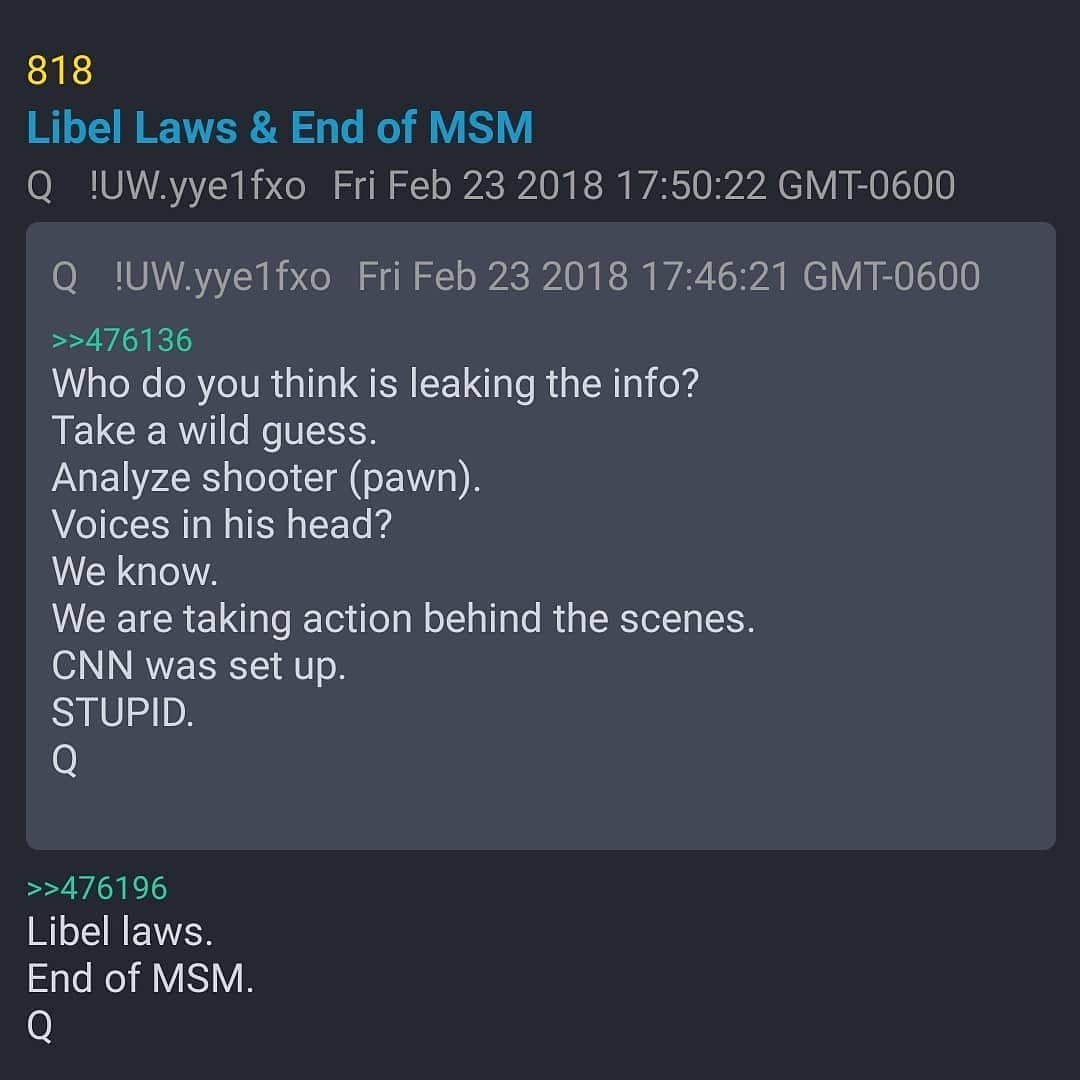 818
Libel Laws & End of MSM
Q !UW.yye1fxo Fri Feb 23 2018 17:50:22 GMT-0600
Q !UW.yye1fxo Fri Feb 23 2018 17:46:21 GMT-0600
>>476136
Who do you think is leaking the info?
Take a wild guess.
Analyze shooter (pawn).
Voices in his head?
We know.
We are taking action behind the scenes.
CNN was set up.
STUPID.
Q
>>476196
Libel laws.
End of MSM.
Q